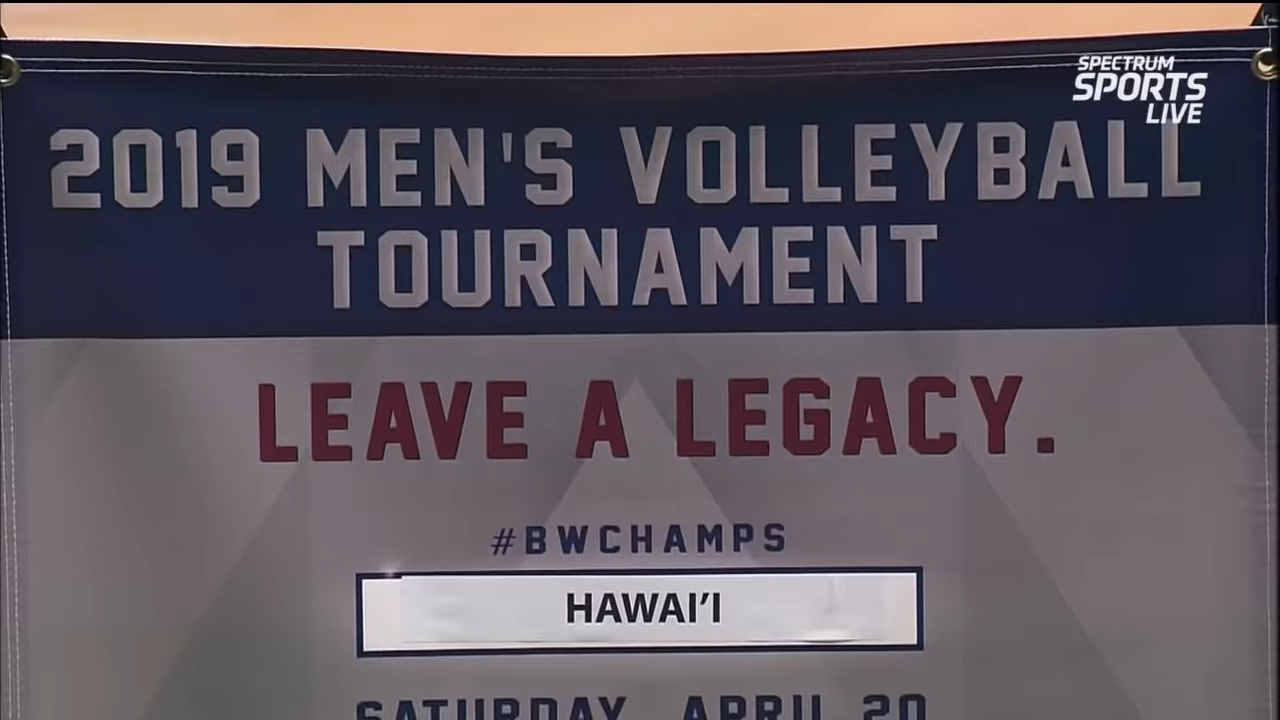 SPECTRUM
SPORTS
LIVE
2019 MEN'S VOLLEYBALL
TOURNAMENT
LEAVE A LEGACY.
#BWCHAMPS
HAWAI’I
SATURDAY, APRIL 20